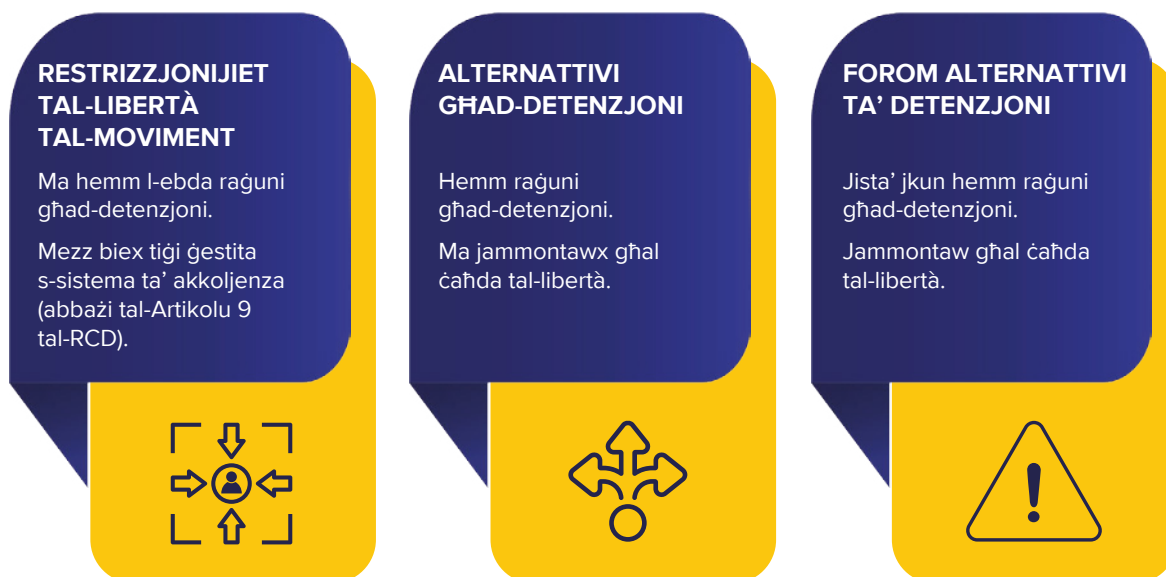 RESTRIZZJONIJIET
TAL-LIBERTÀ
TAL-MOVIMENT
Ma hemm l-ebda raġuni
għad-detenzjoni.
Mezz biex tiġi ġestita
s-sistema ta’ akkoljenza
(abbażi tal-Artikolu 9
tal-RCD).
ALTERNATTIVI
GĦAD-DETENZJONI
Hemm raġuni
għad-detenzjoni.
Ma jammontawx għal
ċaħda tal-libertà.
FOROM ALTERNATTIVI
TA’ DETENZJONI
Jista’ jkun hemm raġuni
għad-detenzjoni.
Jammontaw għal ċaħda
tal-libertà.